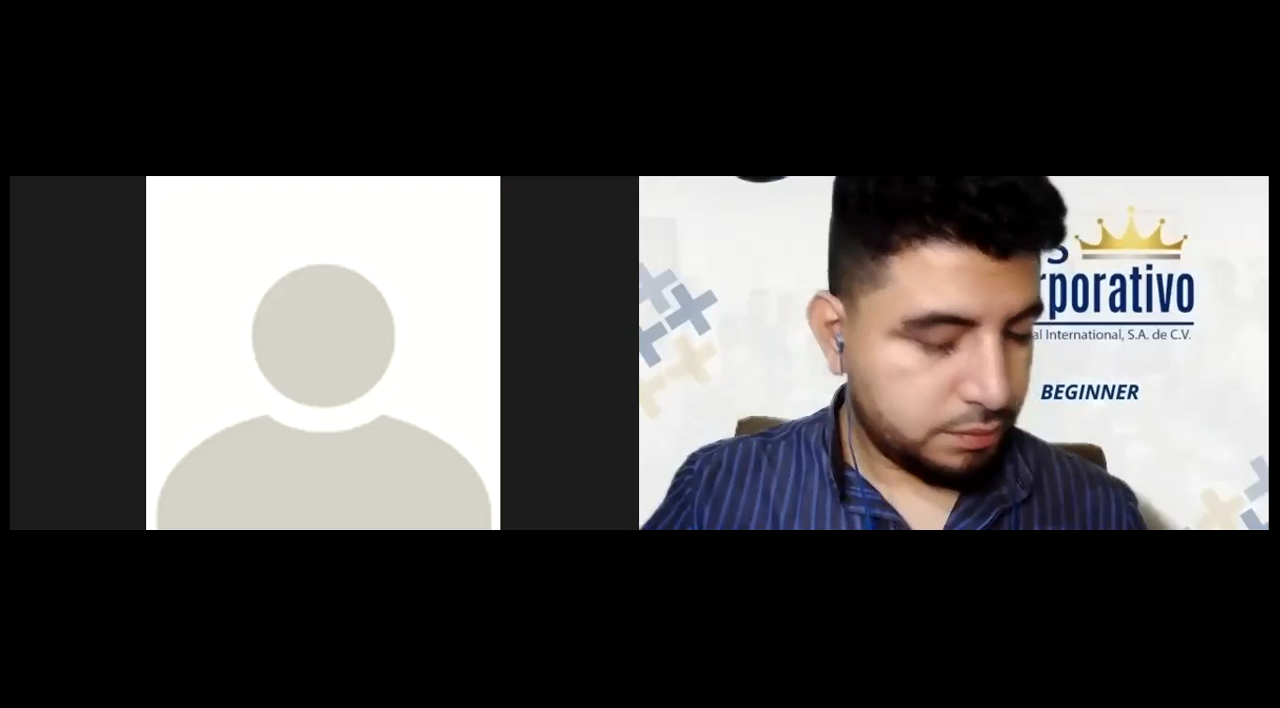 rporativo
al International, S.A. de C.V.
BEGINNER